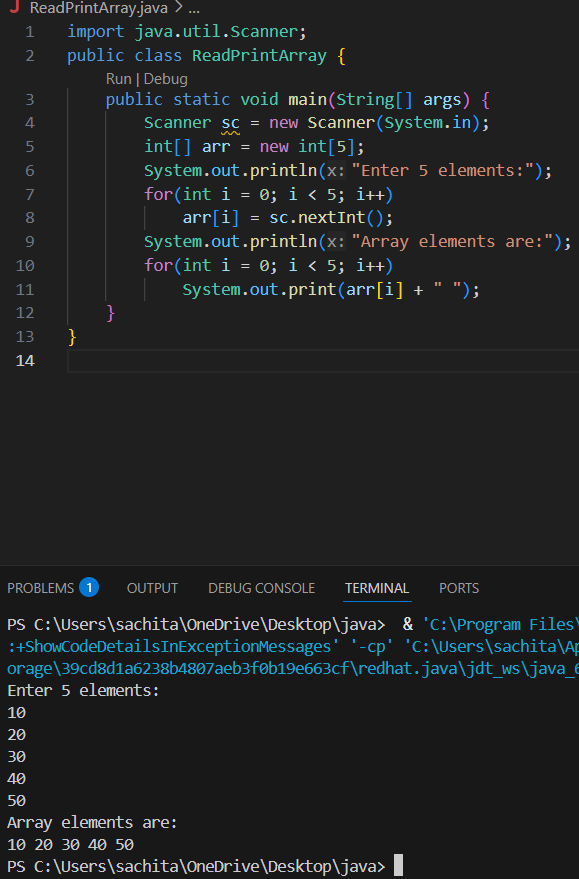 ReadPrintArray.java > ...
1 import java.util.Scanner;
2 public class ReadPrintArray {
Run | Debug
3 public static void main(String[] args) {
4 Scanner sc = new Scanner(System.in);
5 int[] arr = new int[5];
6 System.out.println(x: "Enter 5 elements:");
7 for(int i = 0; i < 5; i++)
8 arr[i] = sc.nextInt();
9 System.out.println(x: "Array elements are:");
10 for(int i = 0; i < 5; i++)
11 System.out.print(arr[i] + " ");
12 }
13 }
14
PROBLEMS 1 OUTPUT DEBUG CONSOLE TERMINAL PORTS
PS C:\Users\sachita\OneDrive\Desktop\java> & 'C:\Program Files\
:+ShowCodeDetailsInExceptionMessages' '-cp' 'C:\Users\sachita\Ap
orage\39cd8d1a6238b4807aeb3f0b19e663cf\redhat.java\jdt_ws\java_6
Enter 5 elements:
10
20
30
40
50
Array elements are:
10 20 30 40 50
PS C:\Users\sachita\OneDrive\Desktop\java>